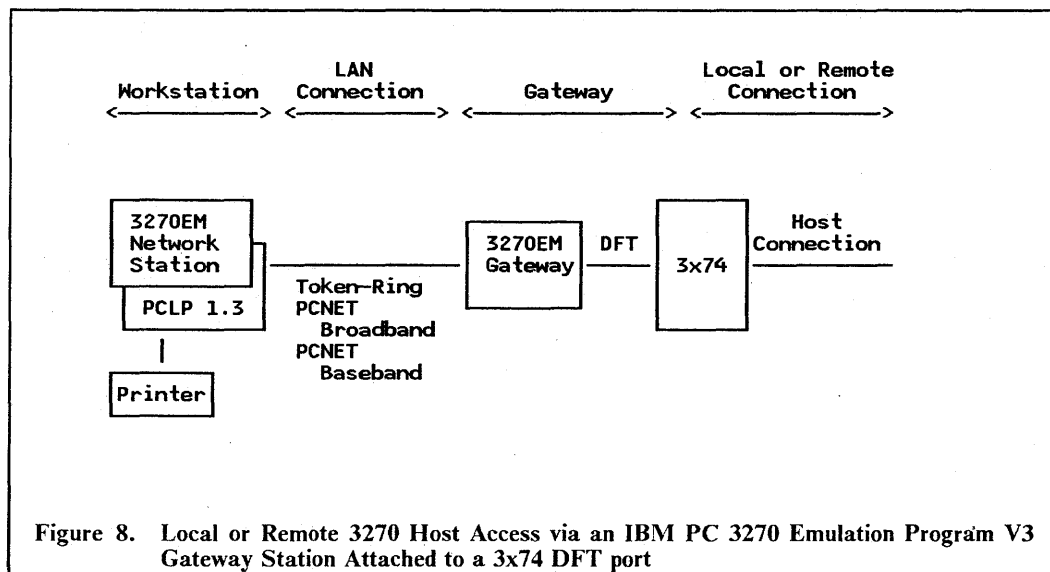 LAN
Local or Remote
Workstation
Connection
Gateway
Connection
<----------> <----------> <--------------> <------------->
3270EM
Network
Station
PCLP 1.3
Printer
Token-Ring
PCNET
Broadband
PCNET
Baseband
3270EM
Gateway
DFT
3x74
Host
Connection
Figure 8. Local or Remote 3270 Host Access via an IBM PC 3270 Emulation Program V3
Gateway Station Attached to a 3x74 DFT port